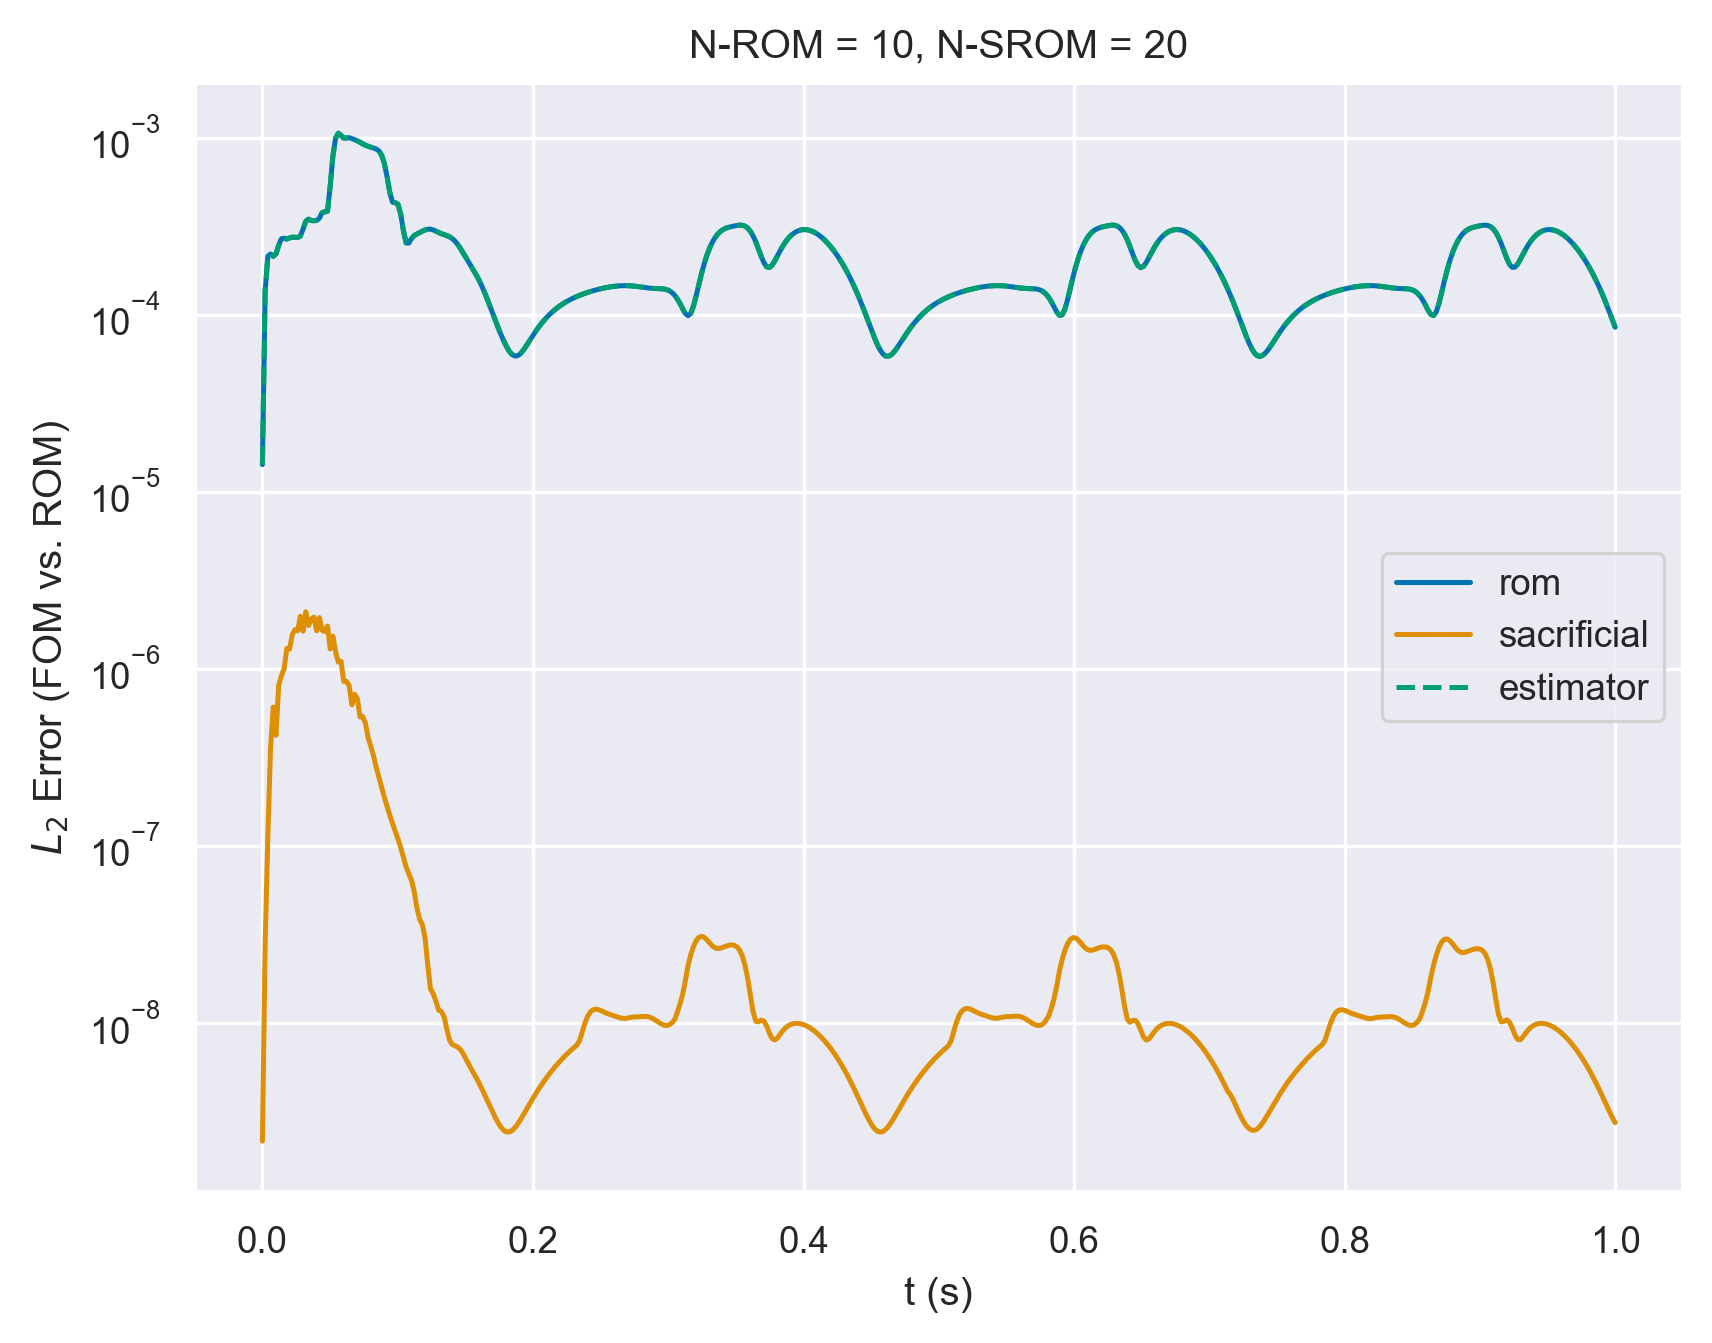 N-ROM = 10, N-SROM = 20
10⁻³
10⁻⁴
10⁻⁵
10⁻⁶
10⁻⁷
10⁻⁸
L₂ Error (FOM vs. ROM)
rom
sacrificial
estimator
0.0 0.2 0.4 0.6 0.8 1.0
t (s)